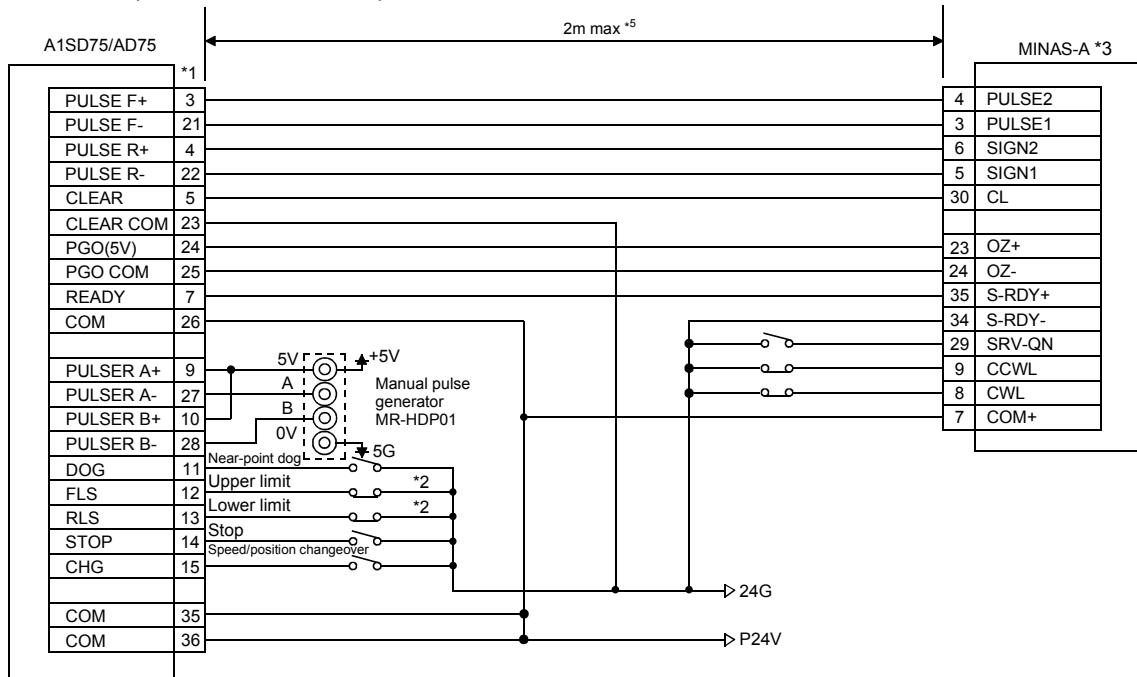 2m max *5
A1SD75/AD75
MINAS-A *3
*1
PULSE F+ 3
PULSE F- 21
PULSE R+ 4
PULSE R- 22
CLEAR 5
CLEAR COM 23
PGO(5V) 24
PGO COM 25
READY 7
COM 26
PULSER A+ 9
PULSER A- 27
PULSER B+ 10
PULSER B- 28
DOG 11
FLS 12
RLS 13
STOP 14
CHG 15
COM 35
COM 36
5V
A
B
0V
+5V
Manual pulse
generator
MR-HDP01
5G
Near-point dog
Upper limit *2
Lower limit *2
Stop
Speed/position changeover
24G
P24V
4 PULSE2
3 PULSE1
6 SIGN2
5 SIGN1
30 CL
23 OZ+
24 OZ-
35 S-RDY+
34 S-RDY-
29 SRV-QN
9 CCWL
8 CWL
7 COM+